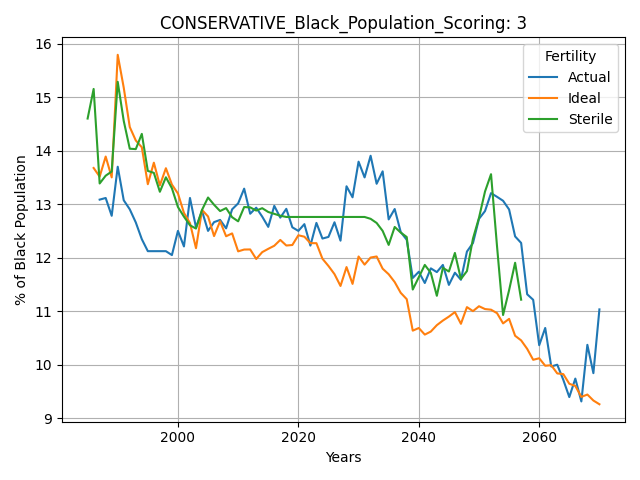 CONSERVATIVE_Black_Population_Scoring: 3
Fertility
Actual
Ideal
Sterile
% of Black Population
16
15
14
13
12
11
10
9
2000
2020
2040
2060
Years